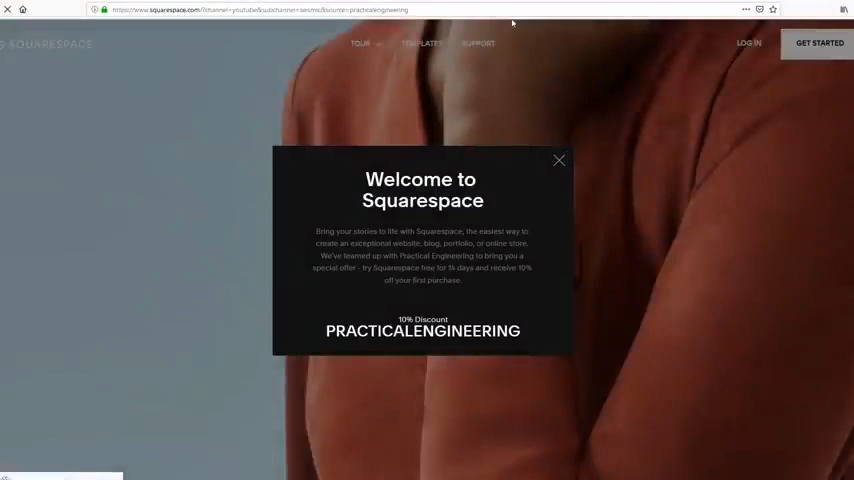 https://www.squarespace.com/?channel=youtube&subchannel=seismic&source=practicalengineering
SQUARESPACE
TOUR
TEMPLATES
SUPPORT
LOG IN
GET STARTED
Welcome to
Squarespace
Bring your stories to life with Squarespace, the easiest way to
create an exceptional website, blog, portfolio, or online store.
We've teamed up with Practical Engineering to bring you a
special offer - try Squarespace free for 14 days and receive 10%
off your first purchase.
10% Discount
PRACTICALENGINEERING